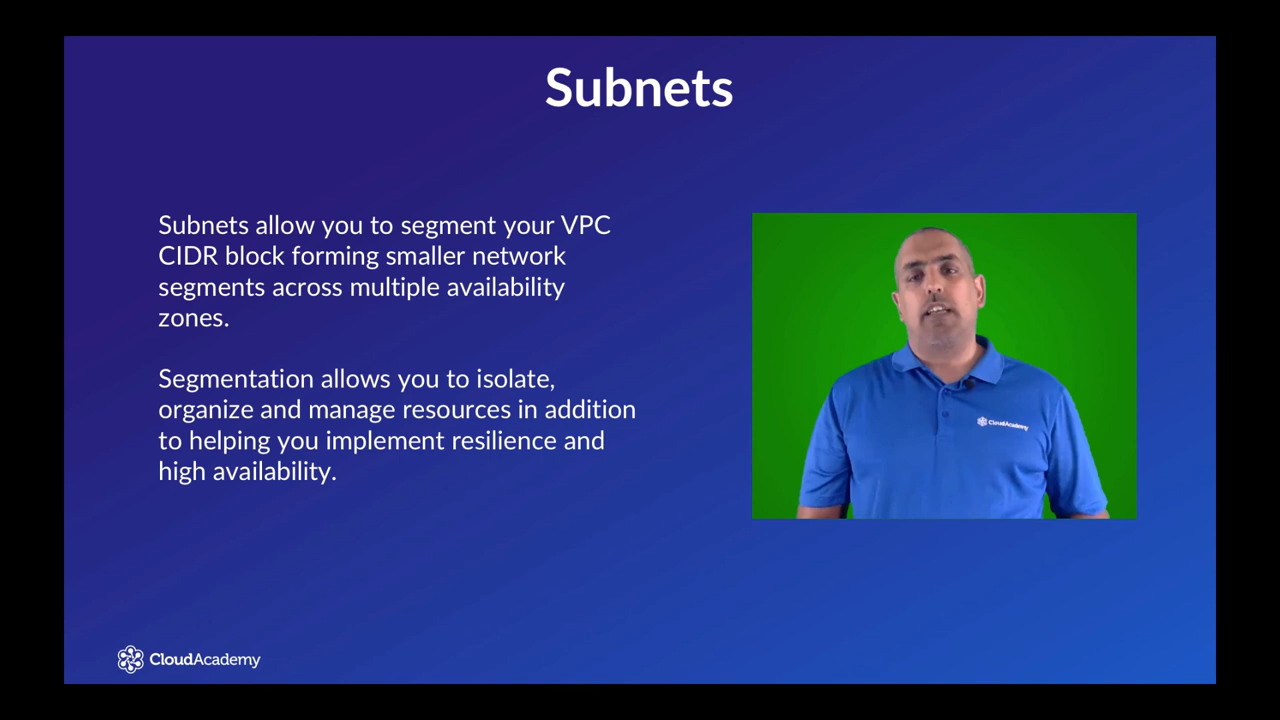 Subnets
Subnets allow you to segment your VPC
CIDR block forming smaller network
segments across multiple availability
zones.
Segmentation allows you to isolate,
organize and manage resources in addition
to helping you implement resilience and
high availability.
CloudAcademy
CloudAcademy